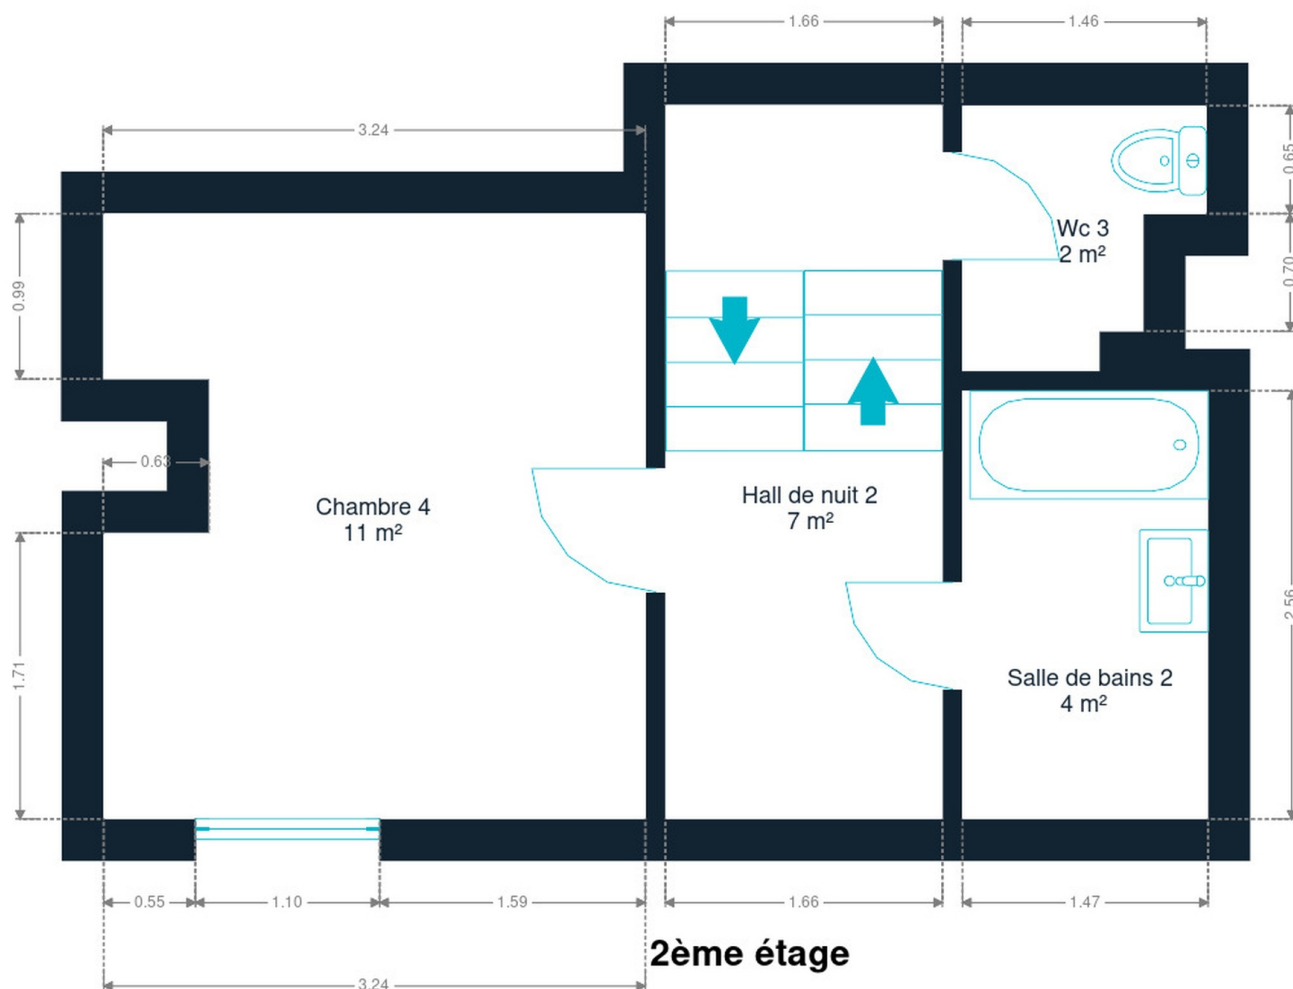 1.66
1.46
3.24
0.65
Wc 3
2 m²
0.70
0.99
0.63
Chambre 4
11 m²
Hall de nuit 2
7 m²
2.56
1.71
Salle de bains 2
4 m²
0.55
1.10
1.59
1.66
1.47
2ème étage
3.24